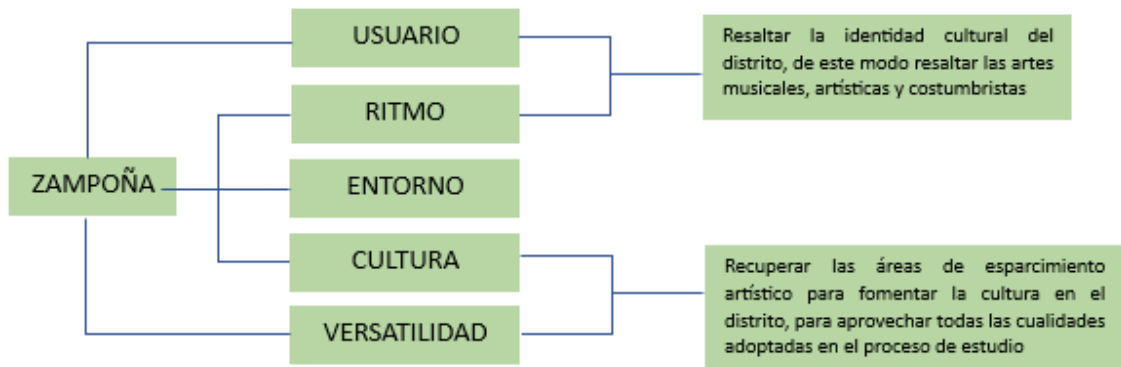 USUARIO
Resaltar la identidad cultural del
distrito, de este modo resaltar las artes
musicales, artísticas y costumbristas
RITMO
ZAMPOÑA
ENTORNO
CULTURA
Recuperar las áreas de esparcimiento
artístico para fomentar la cultura en el
distrito, para aprovechar todas las cualidades
adoptadas en el proceso de estudio
VERSATILIDAD